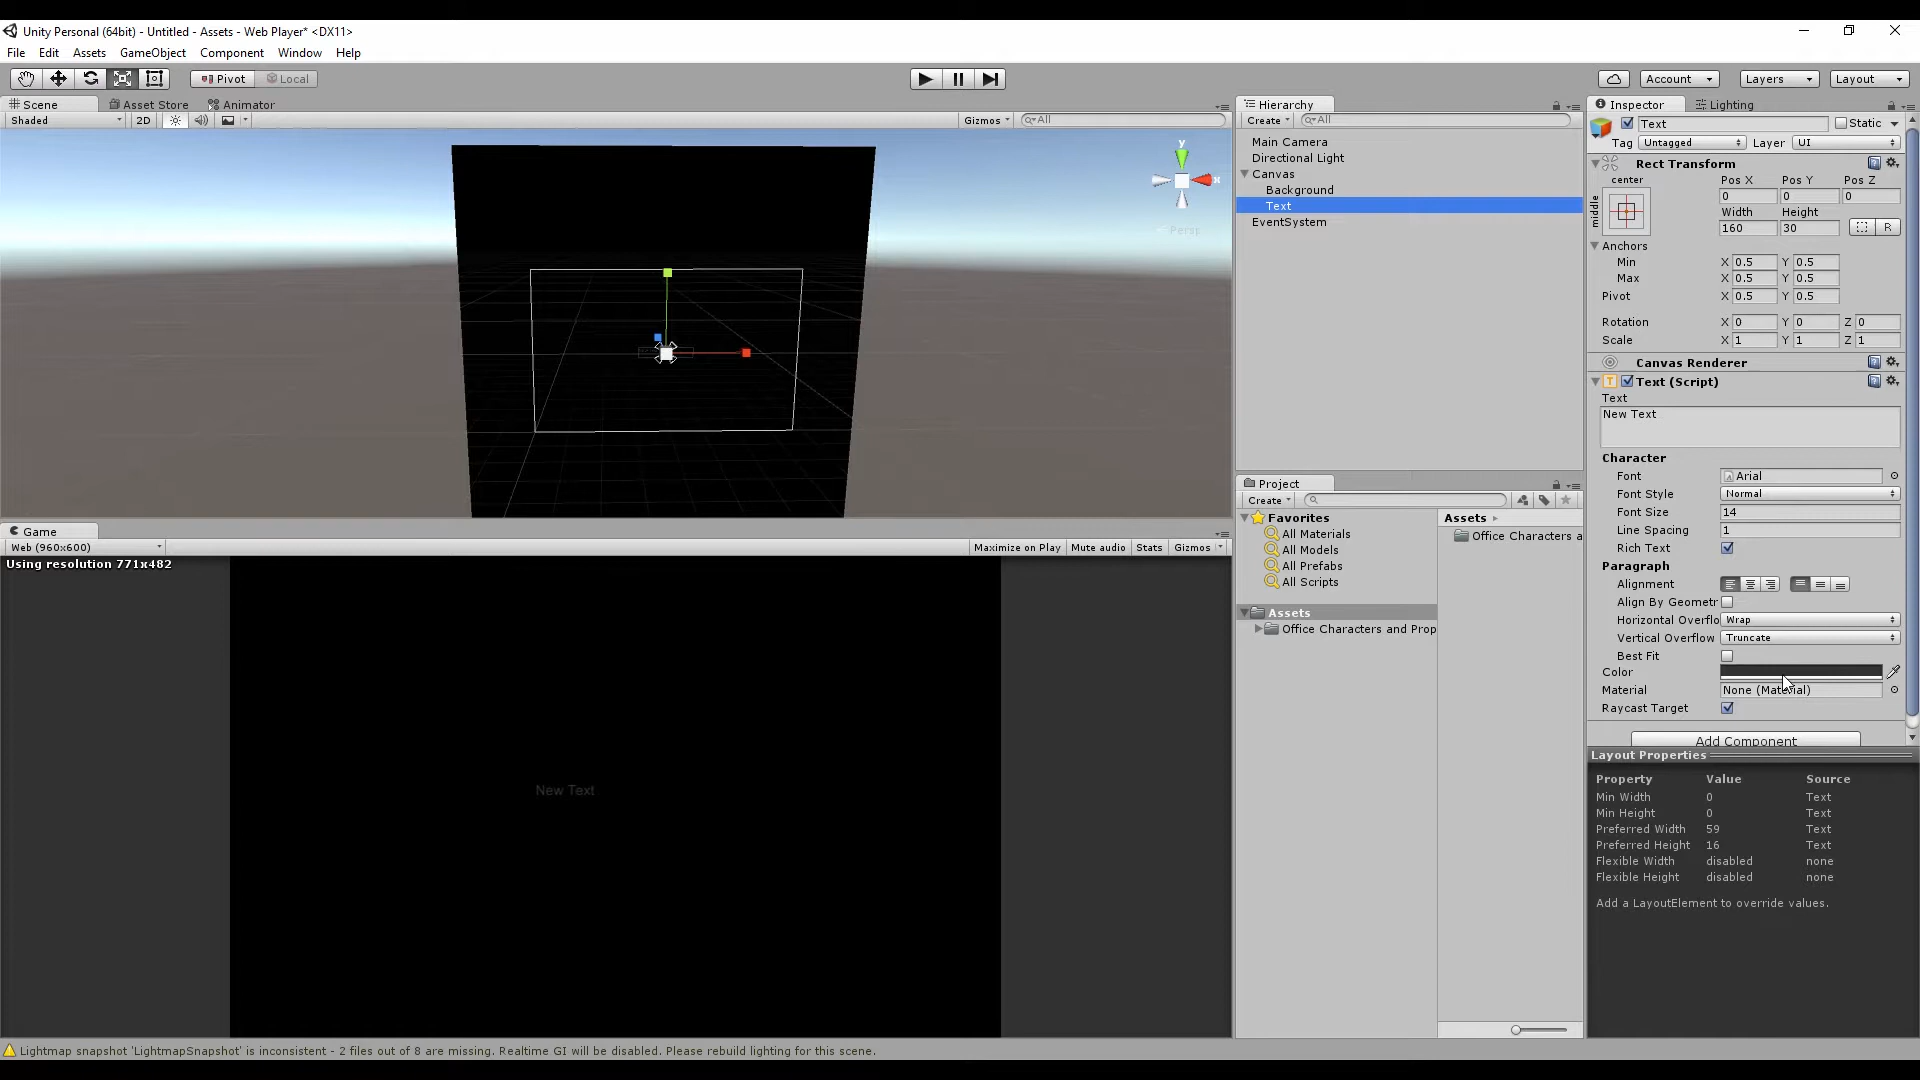 Unity Personal (64bit) - Untitled - Assets - Web Player* <DX11>
File Edit Assets GameObject Component Window Help
Pivot Local Account Layers Layout
Scene Asset Store Animator
Shaded 2D Gizmos All
y
x
Persp
Game
Web (960x600) Maximize on Play Mute audio Stats Gizmos
Using resolution 771x482
New Text
Hierarchy
Create All
Main Camera
Directional Light
Canvas
Background
Text
EventSystem
Project
Create
Favorites
All Materials
All Models
All Prefabs
All Scripts
Assets
Office Characters and Prop
Assets
Office Characters a
Inspector Lighting
Text Static
Tag Untagged Layer UI
Rect Transform
center
middle
Pos X Pos Y Pos Z
0 0 0
Width Height
160 30 R
Anchors
Min X 0.5 Y 0.5
Max X 0.5 Y 0.5
Pivot X 0.5 Y 0.5
Rotation X 0 Y 0 Z 0
Scale X 1 Y 1 Z 1
Canvas Renderer
Text (Script)
Text
New Text
Character
Font Arial
Font Style Normal
Font Size 14
Line Spacing 1
Rich Text
Paragraph
Alignment
Align By Geometr
Horizontal Overflo Wrap
Vertical Overflow Truncate
Best Fit
Color
Material None (Material)
Raycast Target
Add Component
Layout Properties
Property Value Source
Min Width 0 Text
Min Height 0 Text
Preferred Width 59 Text
Preferred Height 16 Text
Flexible Width disabled none
Flexible Height disabled none
Add a LayoutElement to override values.
Lightmap snapshot 'LightmapSnapshot' is inconsistent - 2 files out of 8 are missing. Realtime GI will be disabled. Please rebuild lighting for this scene.